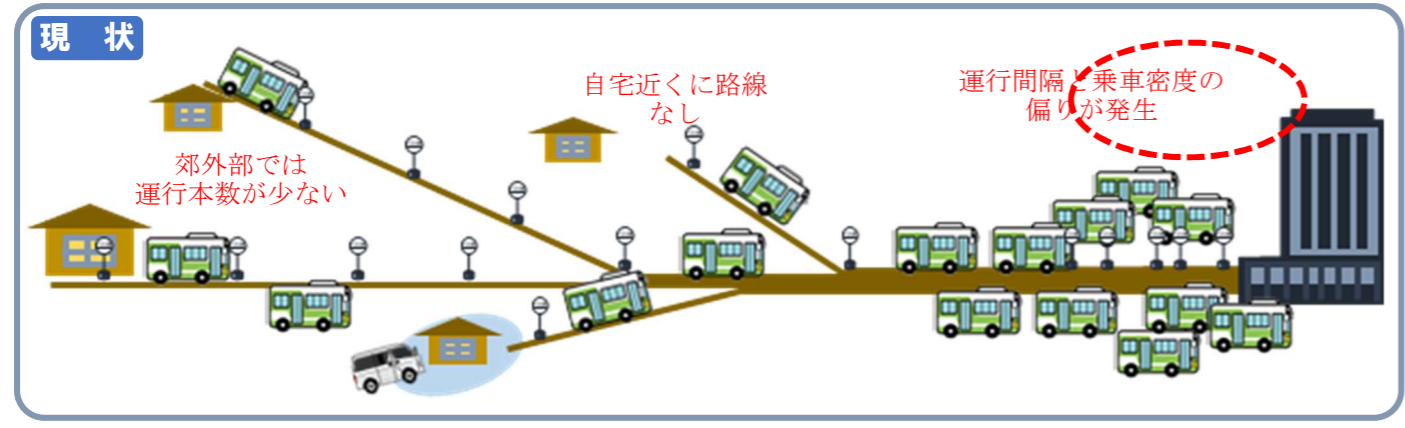 現　状
自宅近くに路線
なし
運行間隔と乗車密度の
偏りが発生
郊外部では
運行本数が少ない